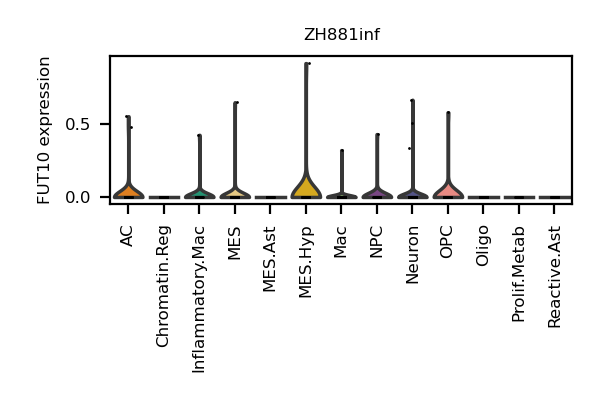 ZH881inf
FUT10 expression
0.5
0.0
AC
Chromatin.Reg
Inflammatory.Mac
MES
MES.Ast
MES.Hyp
Mac
NPC
Neuron
OPC
Oligo
Prolif.Metab
Reactive.Ast